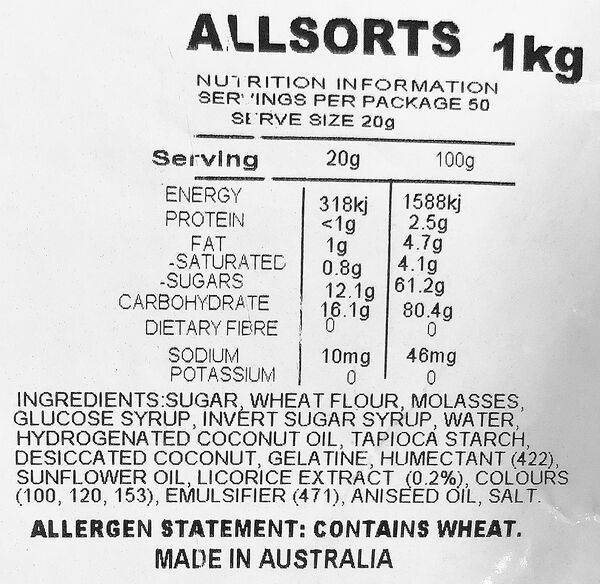 ALLSORTS 1kg
NUTRITION INFORMATION
SERVINGS PER PACKAGE 50
SERVE SIZE 20g
Serving 20g 100g
ENERGY 318kj 1588kj
PROTEIN <1g 2.5g
FAT 1g 4.7g
-SATURATED 0.8g 4.1g
-SUGARS 12.1g 61.2g
CARBOHYDRATE 16.1g 80.4g
DIETARY FIBRE 0 0
SODIUM 10mg 46mg
POTASSIUM 0 0
INGREDIENTS:SUGAR, WHEAT FLOUR, MOLASSES,
GLUCOSE SYRUP, INVERT SUGAR SYRUP, WATER,
HYDROGENATED COCONUT OIL, TAPIOCA STARCH,
DESICCATED COCONUT, GELATINE, HUMECTANT (422),
SUNFLOWER OIL, LICORICE EXTRACT (0.2%), COLOURS
(100, 120, 153), EMULSIFIER (471), ANISEED OIL, SALT.
ALLERGEN STATEMENT: CONTAINS WHEAT.
MADE IN AUSTRALIA